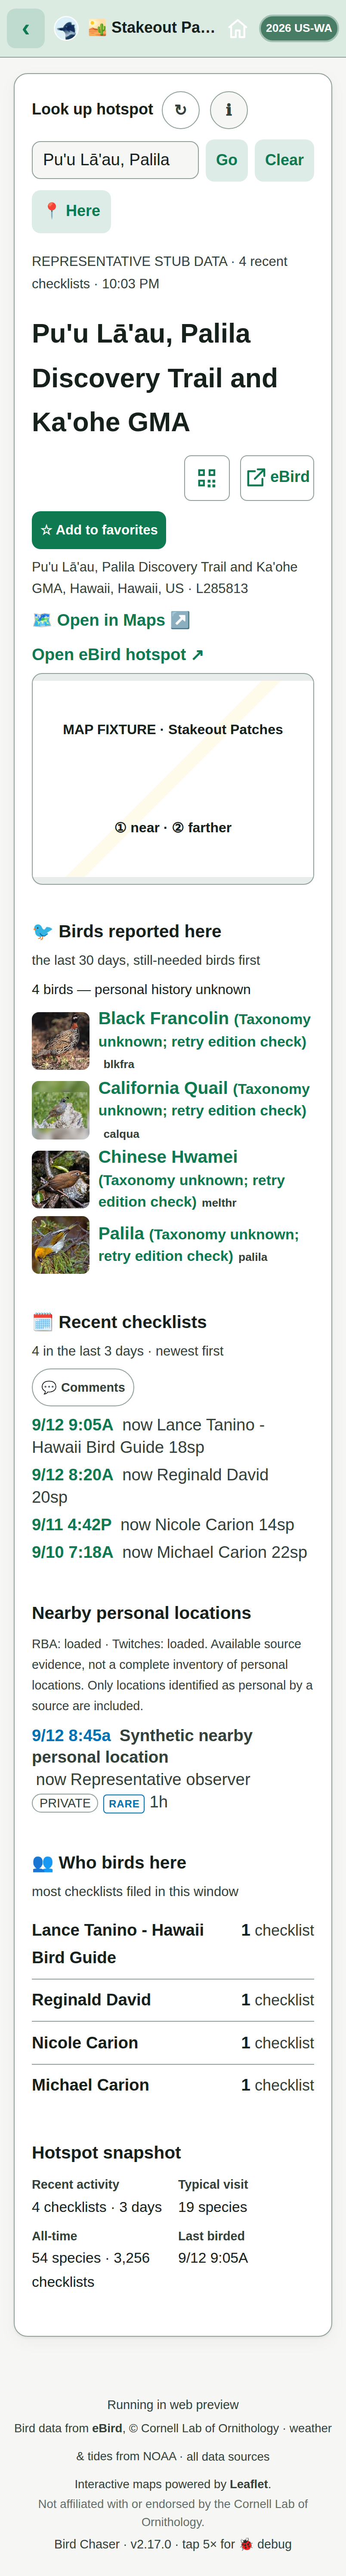 ‹ 🏜️ Stakeout Pa... 2026 US-WA
Look up hotspot ↻ ℹ
Pu'u Lā'au, Palila Go Clear
📍 Here
REPRESENTATIVE STUB DATA · 4 recent
checklists · 10:03 PM
Pu'u Lā'au, Palila
Discovery Trail and
Ka'ohe GMA
eBird
☆ Add to favorites
Pu'u Lā'au, Palila Discovery Trail and Ka'ohe
GMA, Hawaii, Hawaii, US · L285813
🗺️ Open in Maps ↗️
Open eBird hotspot ↗
MAP FIXTURE · Stakeout Patches
① near · ② farther
🐦 Birds reported here
the last 30 days, still-needed birds first
4 birds — personal history unknown
Black Francolin (Taxonomy
unknown; retry edition check)
blkfra
California Quail (Taxonomy
unknown; retry edition check)
calqua
Chinese Hwamei
(Taxonomy unknown; retry
edition check) melthr
Palila (Taxonomy unknown;
retry edition check) palila
🗓️ Recent checklists
4 in the last 3 days · newest first
💬 Comments
9/12 9:05A now Lance Tanino -
Hawaii Bird Guide 18sp
9/12 8:20A now Reginald David
20sp
9/11 4:42P now Nicole Carion 14sp
9/10 7:18A now Michael Carion 22sp
Nearby personal locations
RBA: loaded · Twitches: loaded. Available source
evidence, not a complete inventory of personal
locations. Only locations identified as personal by a
source are included.
9/12 8:45a Synthetic nearby
personal location
now Representative observer
PRIVATE RARE 1h
👥 Who birds here
most checklists filed in this window
Lance Tanino - Hawaii 1 checklist
Bird Guide
Reginald David 1 checklist
Nicole Carion 1 checklist
Michael Carion 1 checklist
Hotspot snapshot
Recent activity Typical visit
4 checklists · 3 days 19 species
All-time Last birded
54 species · 3,256 9/12 9:05A
checklists
Running in web preview
Bird data from eBird, © Cornell Lab of Ornithology · weather
& tides from NOAA · all data sources
Interactive maps powered by Leaflet.
Not affiliated with or endorsed by the Cornell Lab of
Ornithology.
Bird Chaser · v2.17.0 · tap 5× for 🐞 debug